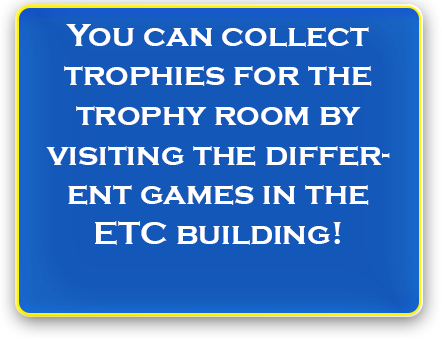 You can collect
trophies for the
trophy room by
visiting the differ-
ent games in the
ETC building!